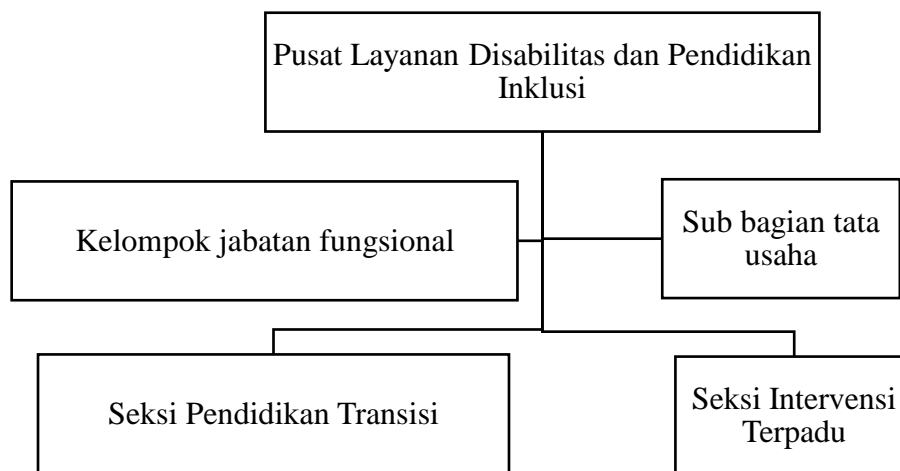 Pusat Layanan Disabilitas dan Pendidikan
Inklusi
Kelompok jabatan fungsional
Sub bagian tata
usaha
Seksi Pendidikan Transisi
Seksi Intervensi
Terpadu